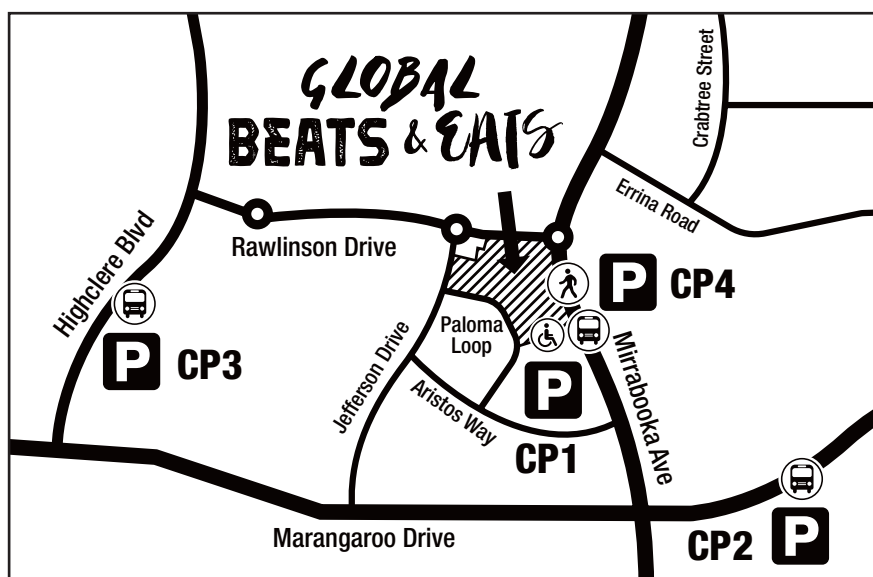 GLOBAL
BEATS & EATS
Crabtree Street
Errina Road
Highclere Blvd
Rawlinson Drive
P CP4
Paloma
Loop
P CP3
Jefferson Drive
Aristos Way
P
CP1
Mirrabooka Ave
Marangaroo Drive
CP2 P